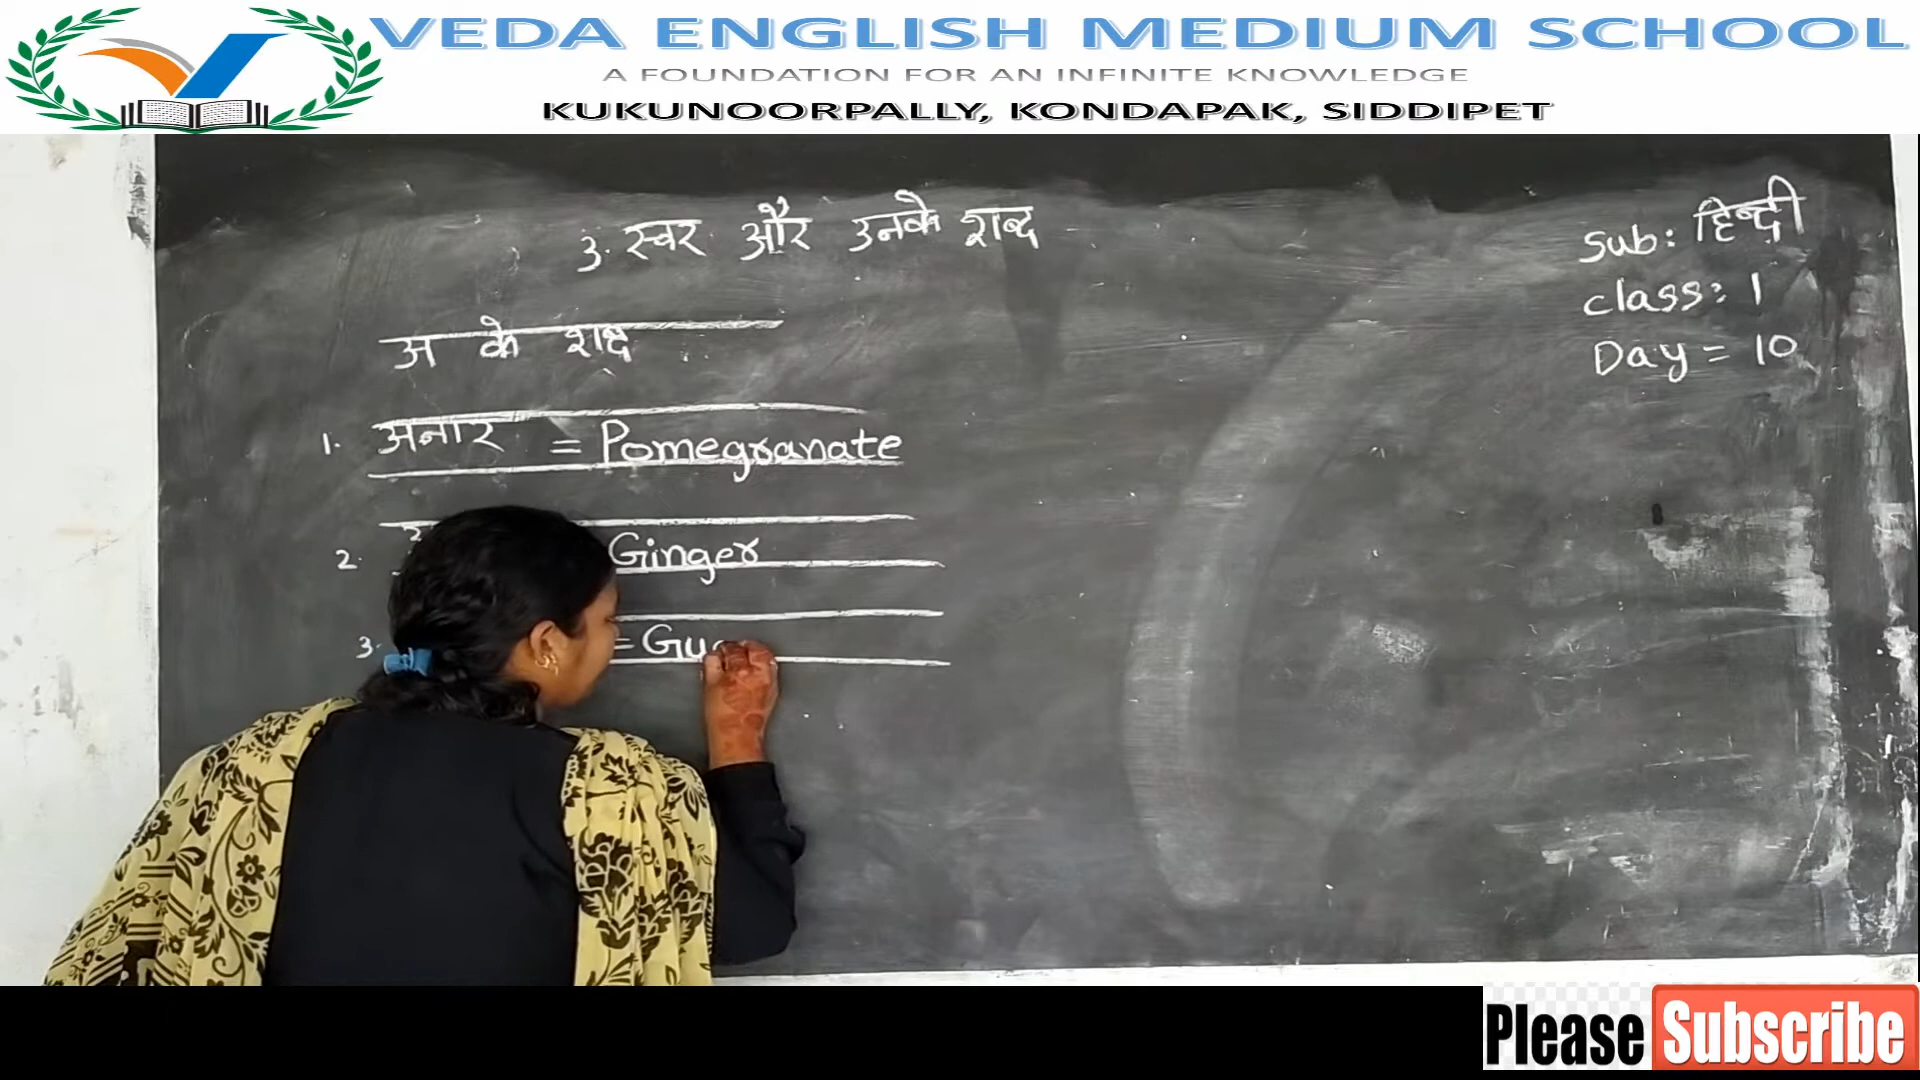 VEDA ENGLISH MEDIUM SCHOOL
A FOUNDATION FOR AN INFINITE KNOWLEDGE
KUKUNOORPALLY, KONDAPAK, SIDDIPET
3. स्वर और उनके शब्द
Sub: हिन्दी
class: 1
Day = 10
अ के शब्द
1. अनार = Pomegranate
2. Ginger
3. =
Please Subscribe